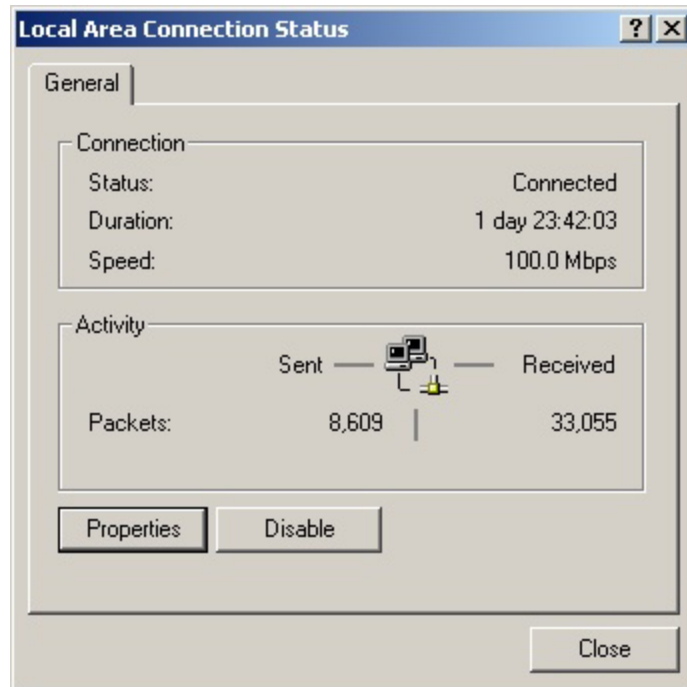 Local Area Connection Status
General
Connection
Status: Connected
Duration: 1 day 23:42:03
Speed: 100.0 Mbps
Activity
Sent Received
Packets: 8,609 33,055
Properties Disable
Close